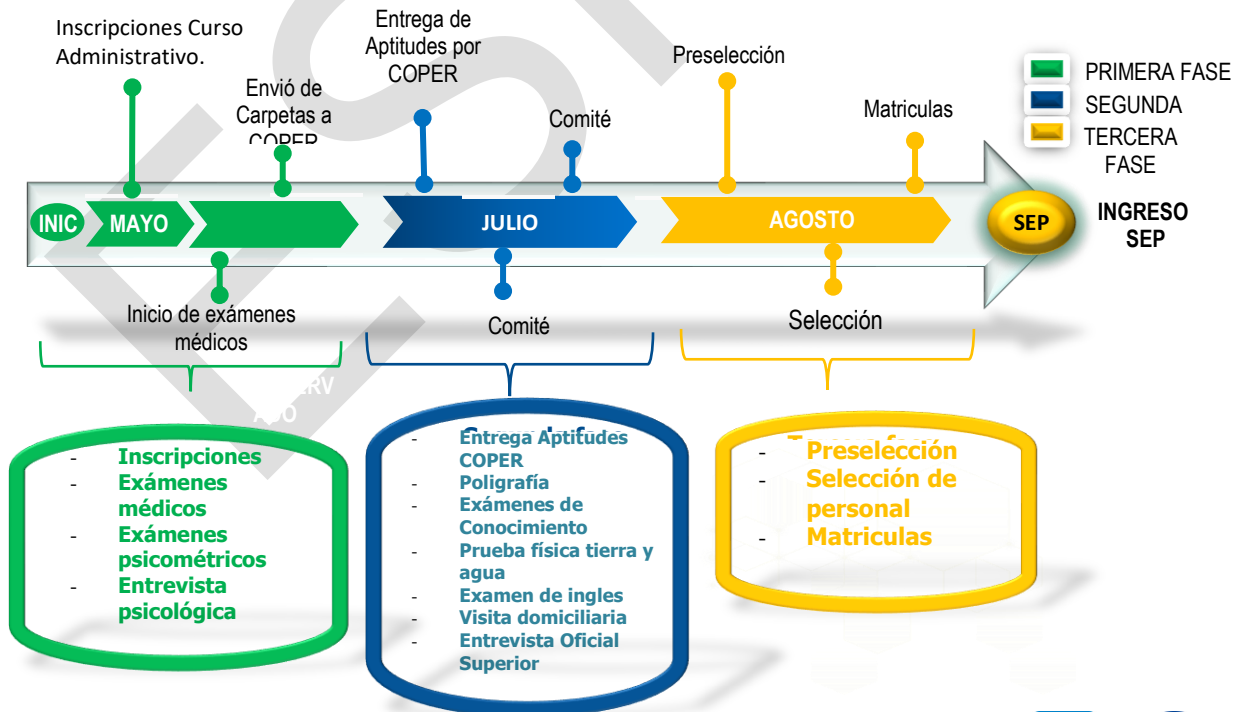 Inscripciones Curso
Administrativo.
Envió de
Carpetas a
COPER
Entrega de
Aptitudes por
COPER
Comité
Preselección
Matriculas
PRIMERA FASE
SEGUNDA
TERCERA
FASE
INIC
MAYO
JULIO
AGOSTO
SEP
INGRESO
SEP
Inicio de exámenes
médicos
Comité
Selección
- Inscripciones
- Exámenes
médicos
- Exámenes
psicométricos
- Entrevista
psicológica
- Entrega Aptitudes
COPER
- Poligrafía
- Exámenes de
Conocimiento
- Prueba física tierra y
agua
- Examen de ingles
- Visita domiciliaria
- Entrevista Oficial
Superior
- Preselección
- Selección de
personal
- Matriculas